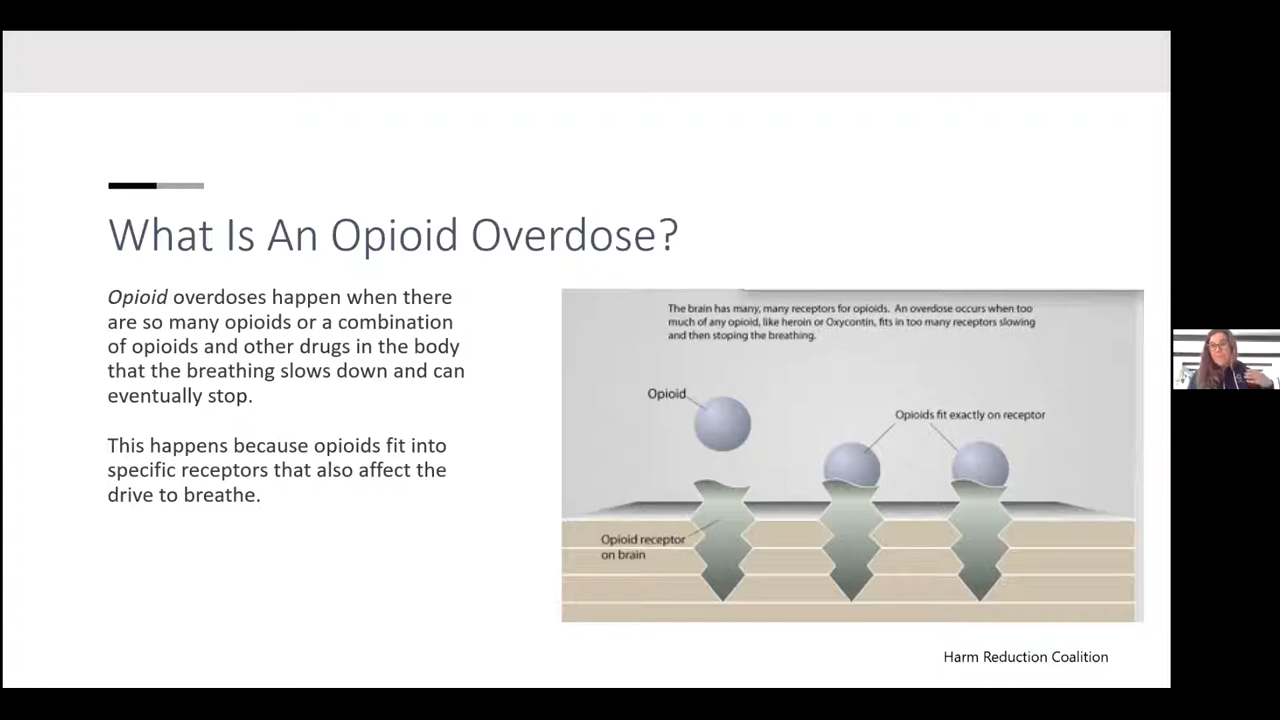 What Is An Opioid Overdose?
Opioid overdoses happen when there
are so many opioids or a combination
of opioids and other drugs in the body
that the breathing slows down and can
eventually stop.
This happens because opioids fit into
specific receptors that also affect the
drive to breathe.
The brain has many, many receptors for opioids. An overdose occurs when too
much of any opioid, like heroin or Oxycontin, fits in too many receptors slowing
and then stoping the breathing.
Opioid
Opioids fit exactly on receptor
Opioid receptor
on brain
Harm Reduction Coalition